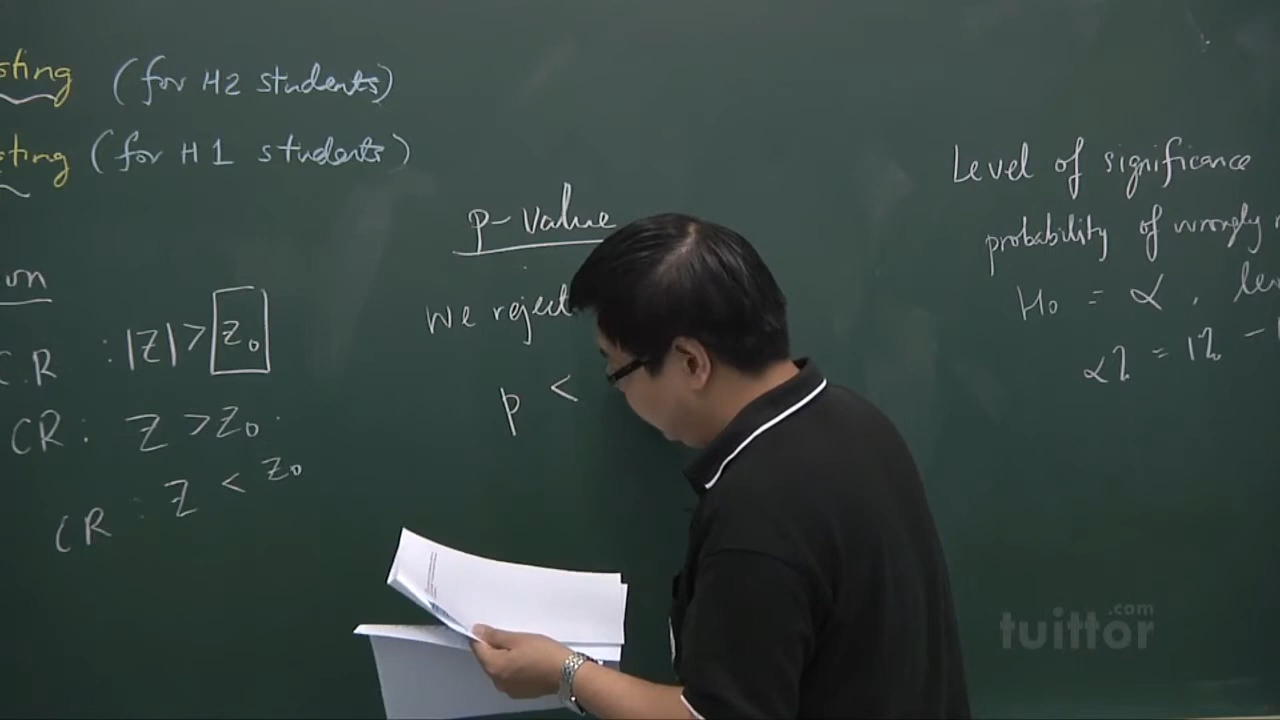 sting (for H2 students)
sting (for H1 students)
on
C.R : |Z| > z₀
CR : Z > z₀
CR : Z < z₀
p-value
We reject
p <
Level of significance
probability of wrongly
H₀ = α , lev
α% = 1% -
tuittor.com